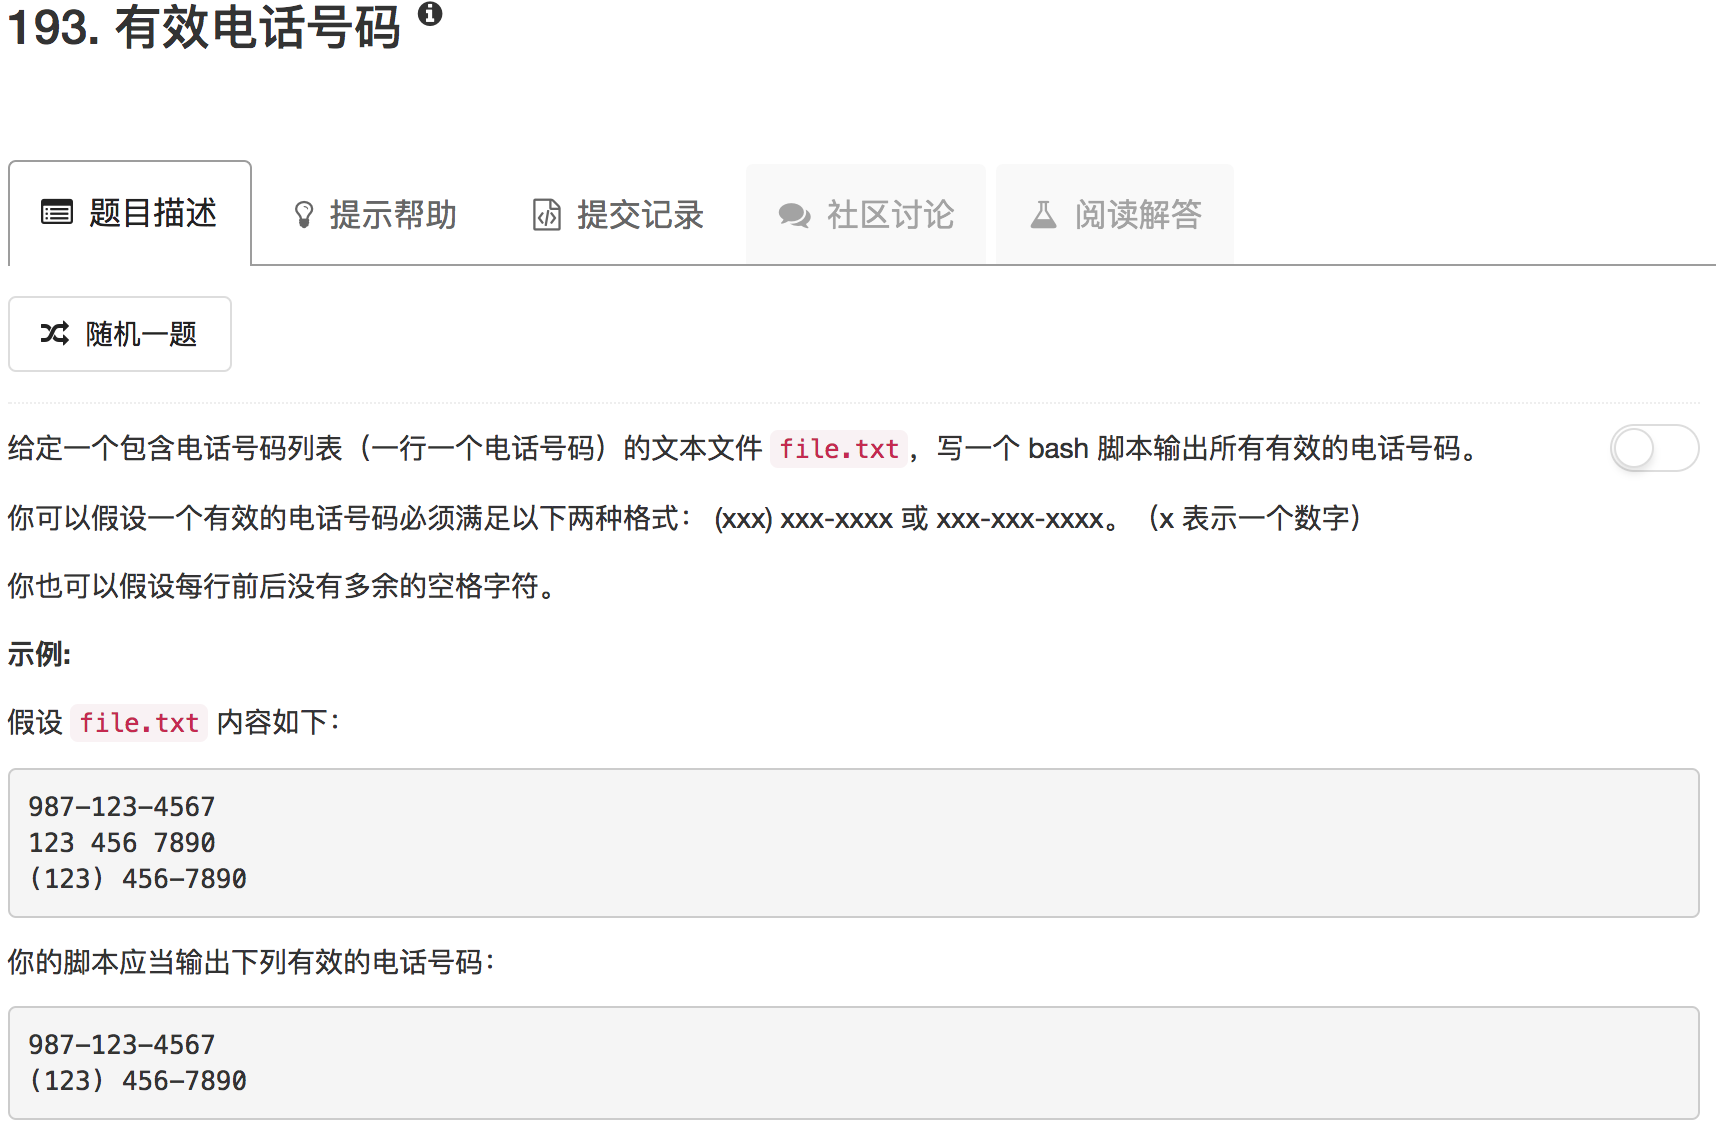 193. 有效电话号码
题目描述
提示帮助
提交记录
社区讨论
阅读解答
随机一题
给定一个包含电话号码列表（一行一个电话号码）的文本文件 file.txt，写一个 bash 脚本输出所有有效的电话号码。
你可以假设一个有效的电话号码必须满足以下两种格式： (xxx) xxx-xxxx 或 xxx-xxx-xxxx。（x 表示一个数字）
你也可以假设每行前后没有多余的空格字符。
示例:
假设 file.txt 内容如下：
987-123-4567
123 456 7890
(123) 456-7890
你的脚本应当输出下列有效的电话号码：
987-123-4567
(123) 456-7890